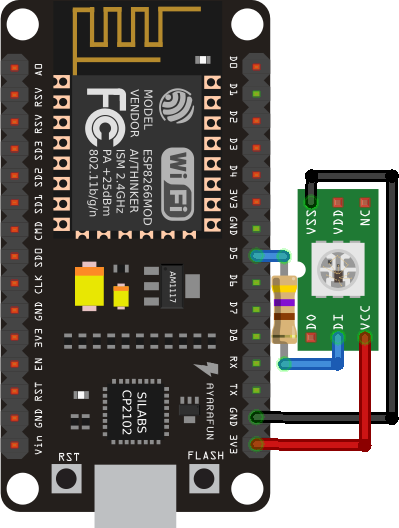 A0
RSV
RSV
SD3
SD2
SD1
CMD
SD0
CLK
GND
3V3
EN
RST
GND
Vin
D0
D1
D2
D3
D4
3V3
GND
D5
D6
D7
D8
RX
TX
GND
3V3
MODEL ESP8266MOD
VENDOR AI/THINKER
ISM 2.4GHz
PA +25dBm
802.11b/g/n
FC
Wi Fi
AM1117
SILABS
CP2102
AYARAFUN
RST
FLASH
VSS
VDD
NC
DO
DI
VCC